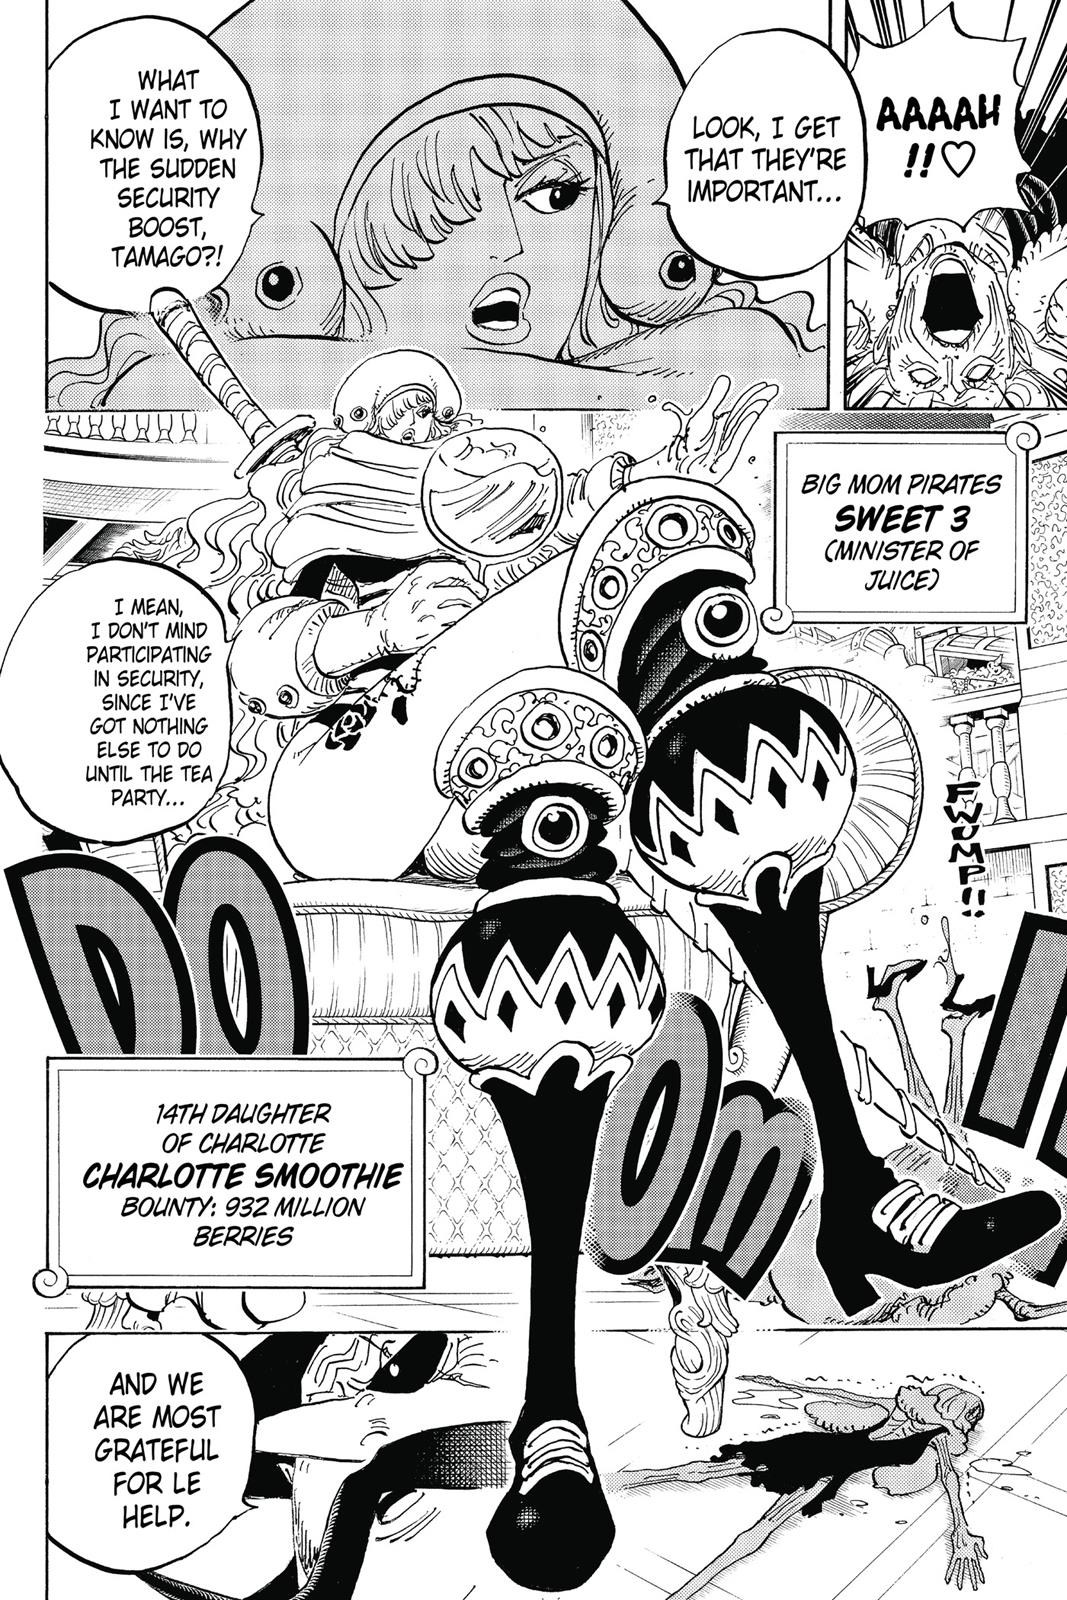 AAAAH
!!♡
LOOK, I GET
THAT THEY'RE
IMPORTANT...
WHAT
I WANT TO
KNOW IS, WHY
THE SUDDEN
SECURITY
BOOST,
TAMAGO?!
BIG MOM PIRATES
SWEET 3
(MINISTER OF
JUICE)
I MEAN,
I DON'T MIND
PARTICIPATING
IN SECURITY,
SINCE I'VE
GOT NOTHING
ELSE TO DO
UNTIL THE TEA
PARTY...
FWUMP!!
DOOM
!!
14TH DAUGHTER
OF CHARLOTTE
CHARLOTTE SMOOTHIE
BOUNTY: 932 MILLION
BERRIES
AND WE
ARE MOST
GRATEFUL
FOR LE
HELP.